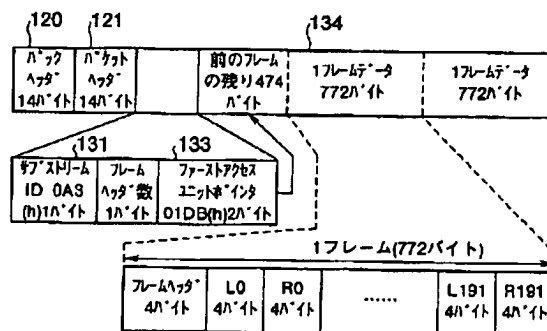 120
121
134
パック
ヘッダ
14バイト
パケット
ヘッダ
14バイト
前のフレーム
の残り474
バイト
1フレームデータ
772バイト
1フレームデータ
772バイト
131
133
サブストリーム
ID 0A3
(h)1バイト
フレーム
ヘッダ数
1バイト
ファーストアクセス
ユニットポインタ
01DB(h)2バイト
1フレーム(772バイト)
フレームヘッダ
4バイト
L0
4バイト
R0
4バイト
……
L191
4バイト
R191
4バイト